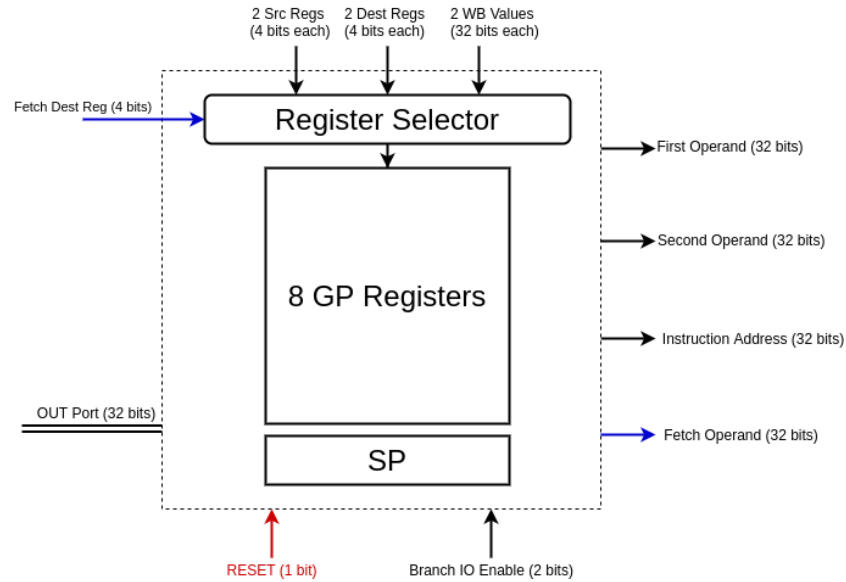 2 Src Regs
(4 bits each)
2 Dest Regs
(4 bits each)
2 WB Values
(32 bits each)
Fetch Dest Reg (4 bits)
Register Selector
First Operand (32 bits)
8 GP Registers
Second Operand (32 bits)
Instruction Address (32 bits)
OUT Port (32 bits)
Fetch Operand (32 bits)
SP
RESET (1 bit)
Branch IO Enable (2 bits)